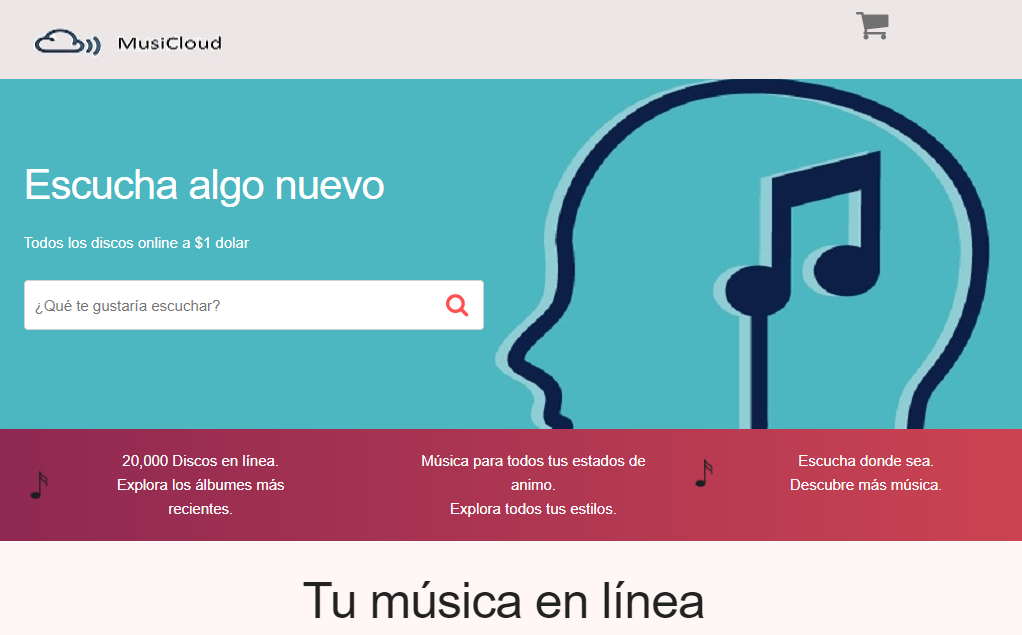 MusiCloud
Escucha algo nuevo
Todos los discos online a $1 dolar
¿Qué te gustaría escuchar?
20,000 Discos en línea.
Explora los álbumes más
recientes.
Música para todos tus estados de
animo.
Explora todos tus estilos.
Escucha donde sea.
Descubre más música.
Tu música en línea